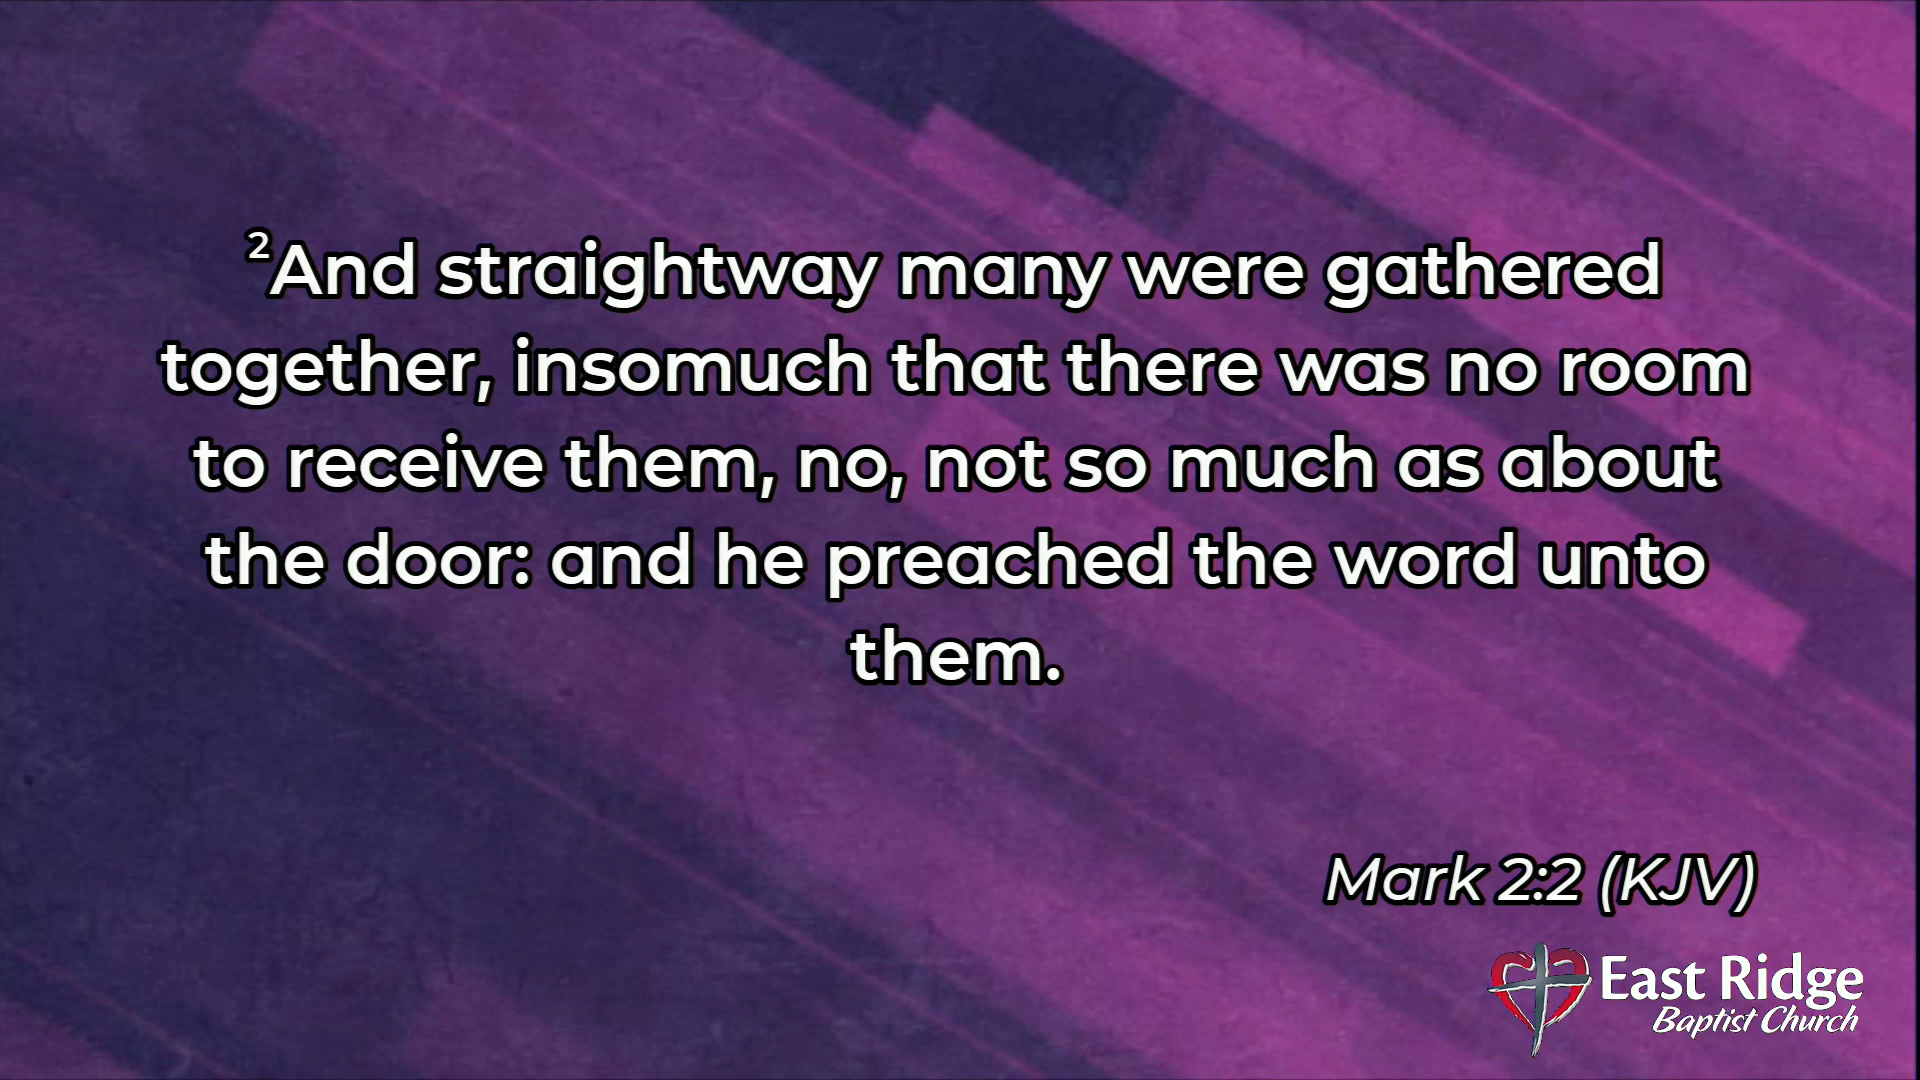 ²And straightway many were gathered
together, insomuch that there was no room
to receive them, no, not so much as about
the door: and he preached the word unto
them.
Mark 2:2 (KJV)
East Ridge
Baptist Church